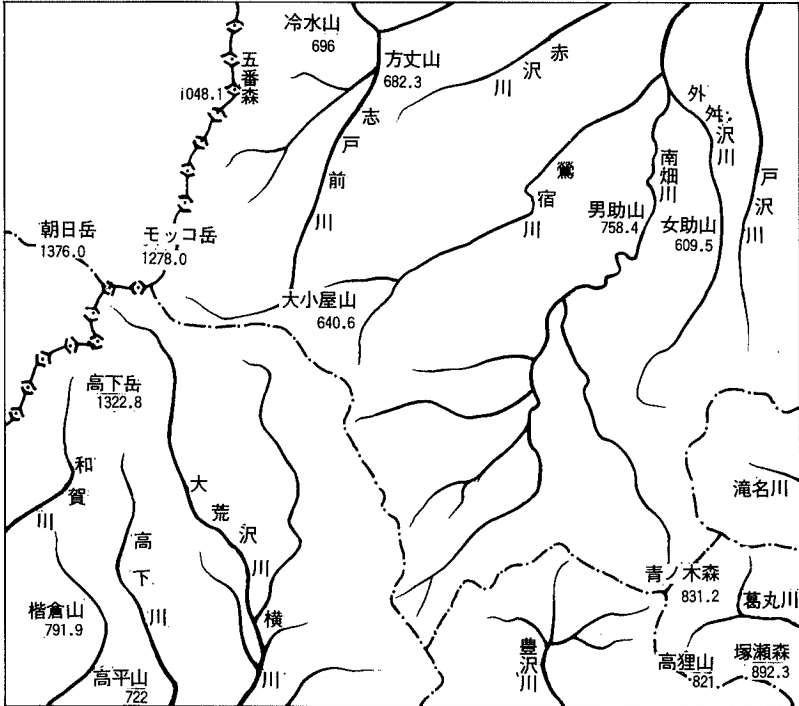 冷水山
696
五番森
i048.1
方丈山
682.3
赤沢川
志戸前川
外舛沢川
戸沢川
南畑川
鶯宿川
男助山
758.4
女助山
609.5
朝日岳
1376.0
モッコ岳
1278.0
大小屋山
640.6
高下岳
1322.8
和賀川
大荒沢川
滝名川
高下川
青ノ木森
831.2
葛丸川
楮倉山
791.9
横川
豊沢川
高狸山
821
塚瀬森
892.3
高平山
722